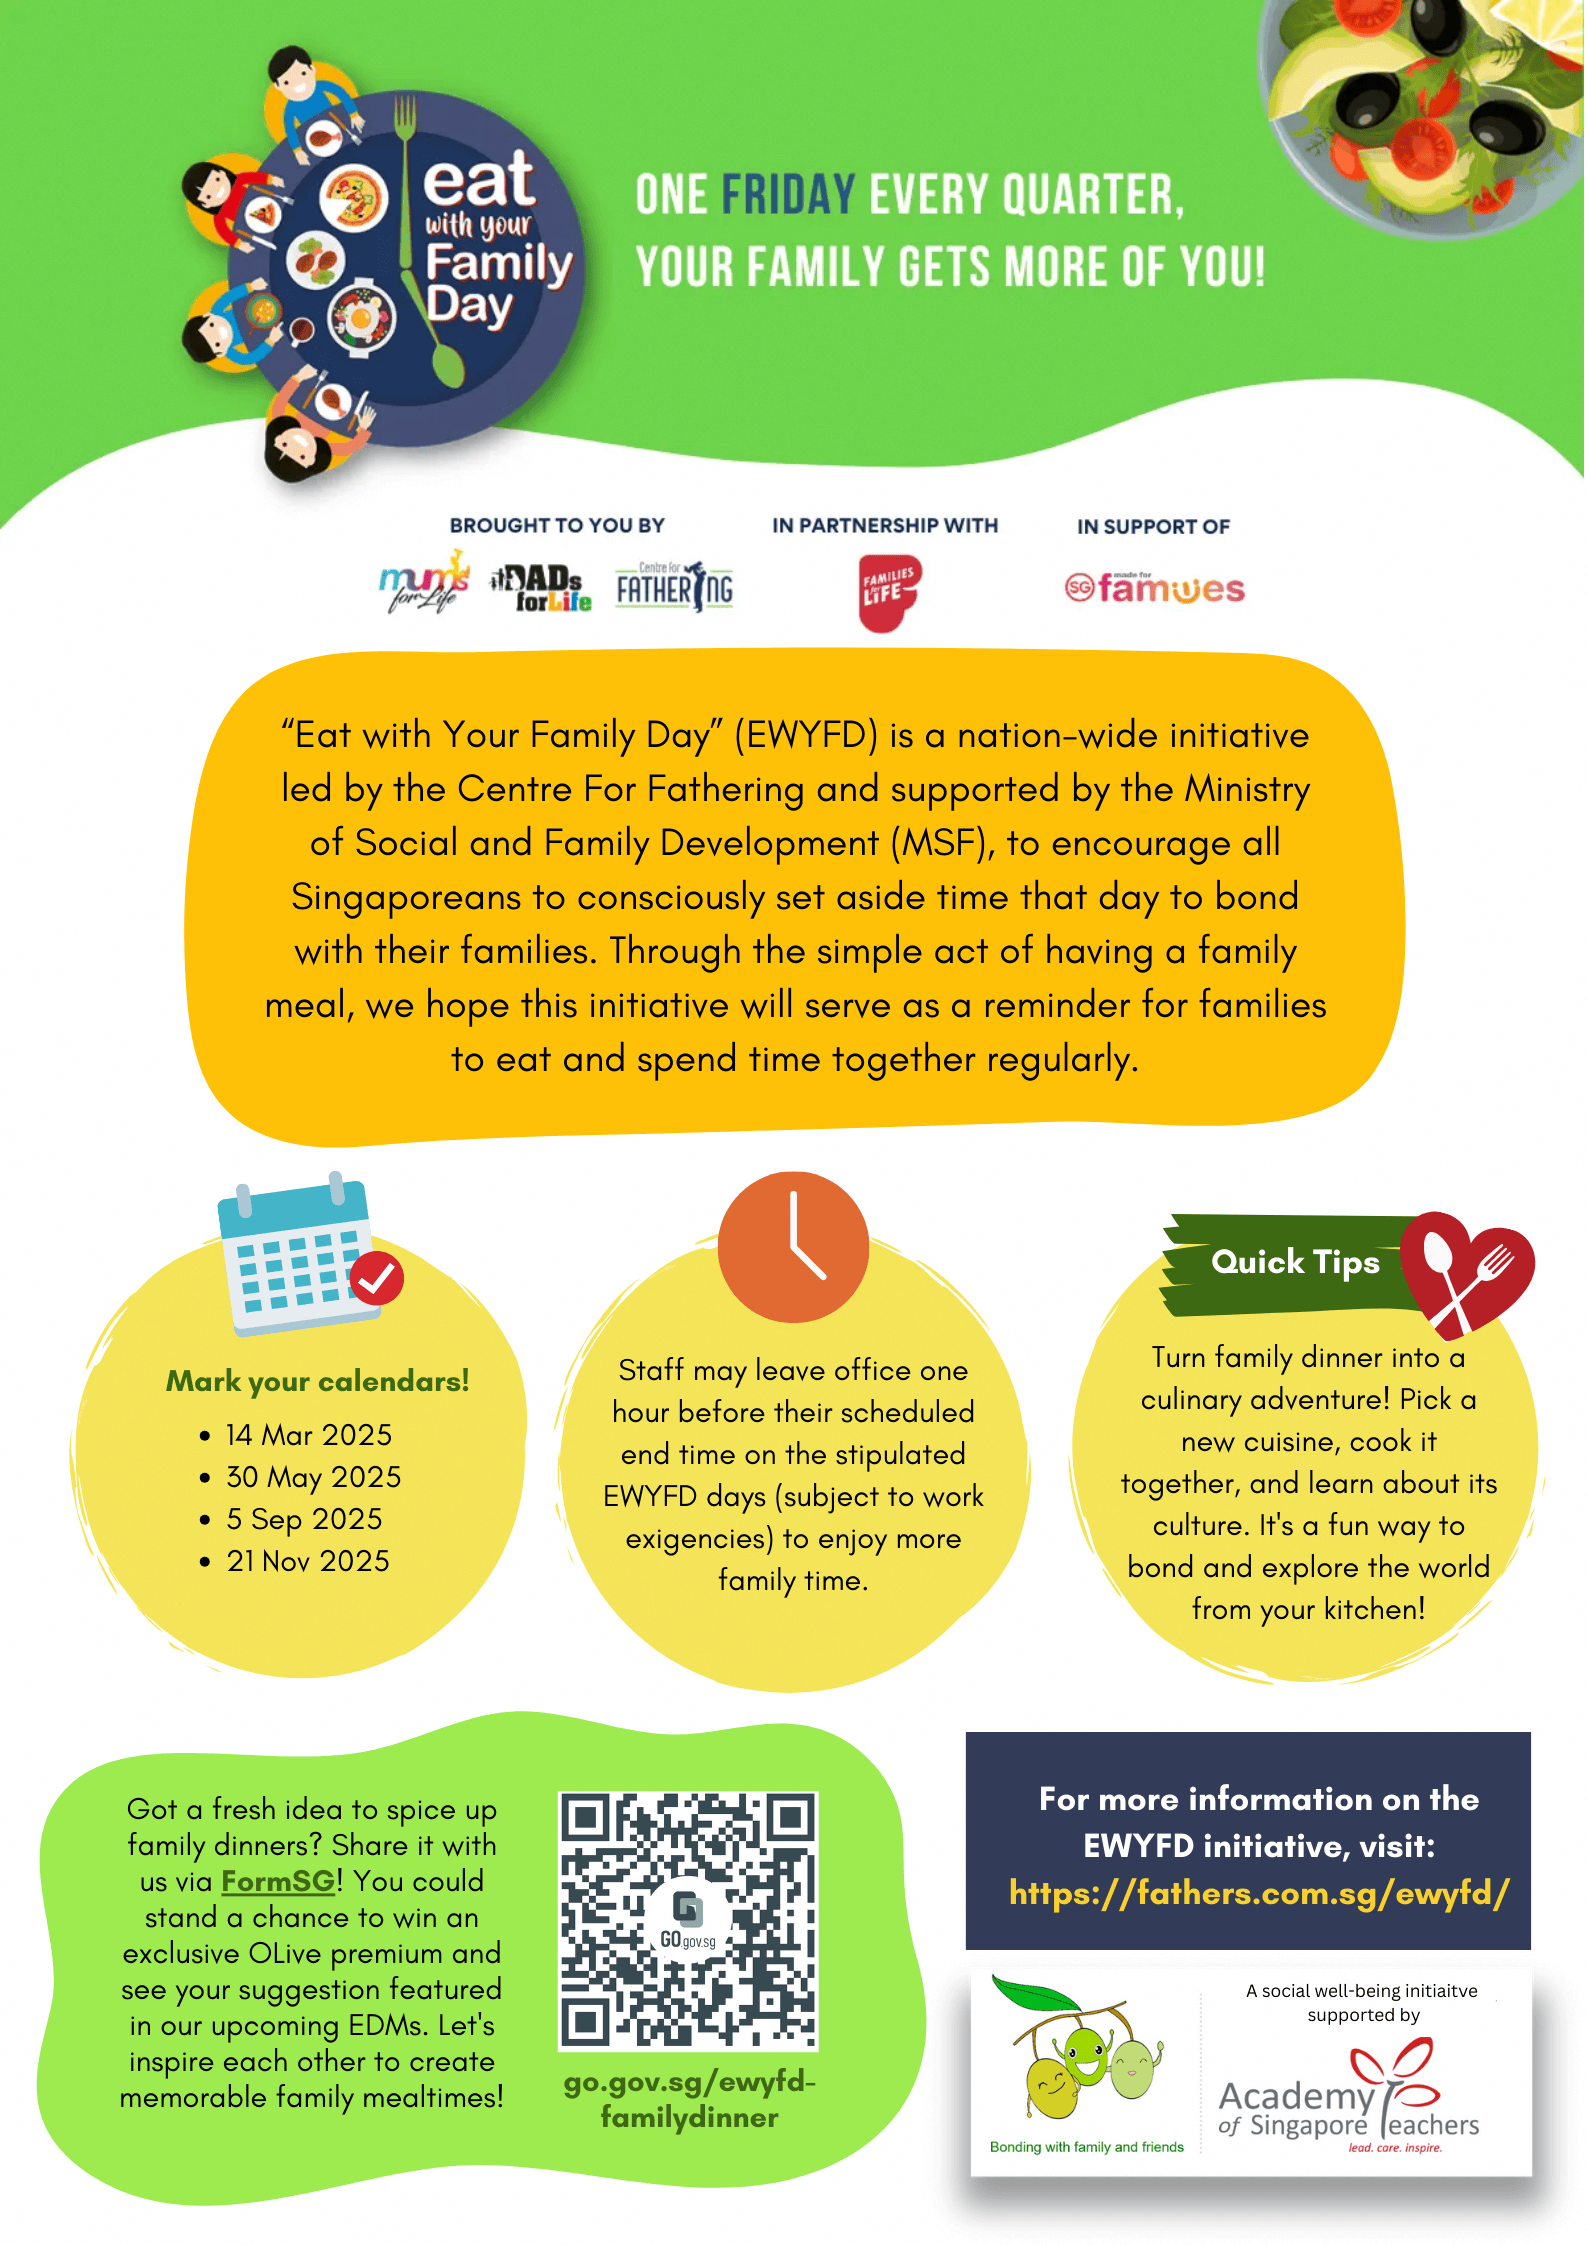 eat
with your
Family
Day
ONE FRIDAY EVERY QUARTER,
YOUR FAMILY GETS MORE OF YOU!
BROUGHT TO YOU BY
mums
for Life
DADs
forLife
Centre for
FATHERING
IN PARTNERSHIP WITH
FAMILIES
for
LIFE
IN SUPPORT OF
SG
made for
families
“Eat with Your Family Day” (EWYFD) is a nation-wide initiative
led by the Centre For Fathering and supported by the Ministry
of Social and Family Development (MSF), to encourage all
Singaporeans to consciously set aside time that day to bond
with their families. Through the simple act of having a family
meal, we hope this initiative will serve as a reminder for families
to eat and spend time together regularly.
Mark your calendars!
• 14 Mar 2025
• 30 May 2025
• 5 Sep 2025
• 21 Nov 2025
Staff may leave office one
hour before their scheduled
end time on the stipulated
EWYFD days (subject to work
exigencies) to enjoy more
family time.
Quick Tips
Turn family dinner into a
culinary adventure! Pick a
new cuisine, cook it
together, and learn about its
culture. It's a fun way to
bond and explore the world
from your kitchen!
Got a fresh idea to spice up
family dinners? Share it with
us via FormSG! You could
stand a chance to win an
exclusive OLive premium and
see your suggestion featured
in our upcoming EDMs. Let's
inspire each other to create
memorable family mealtimes!
GO.gov.sg
go.gov.sg/ewyfd-
familydinner
For more information on the
EWYFD initiative, visit:
https://fathers.com.sg/ewyfd/
Bonding with family and friends
A social well-being initiaitve
supported by
Academy
of Singapore Teachers
lead. care. inspire.